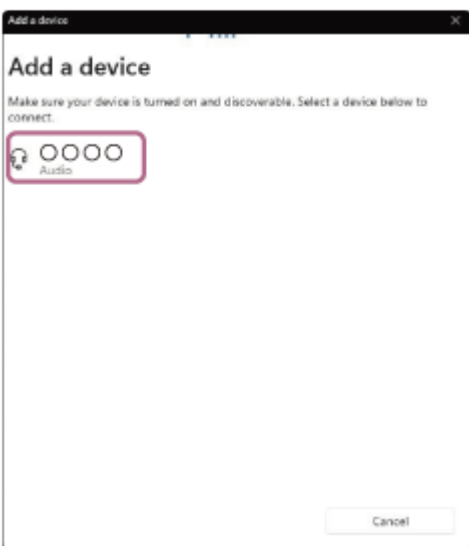 Add a device
Add a device
Make sure your device is turned on and discoverable. Select a device below to
connect.
○○○○
Audio
Cancel